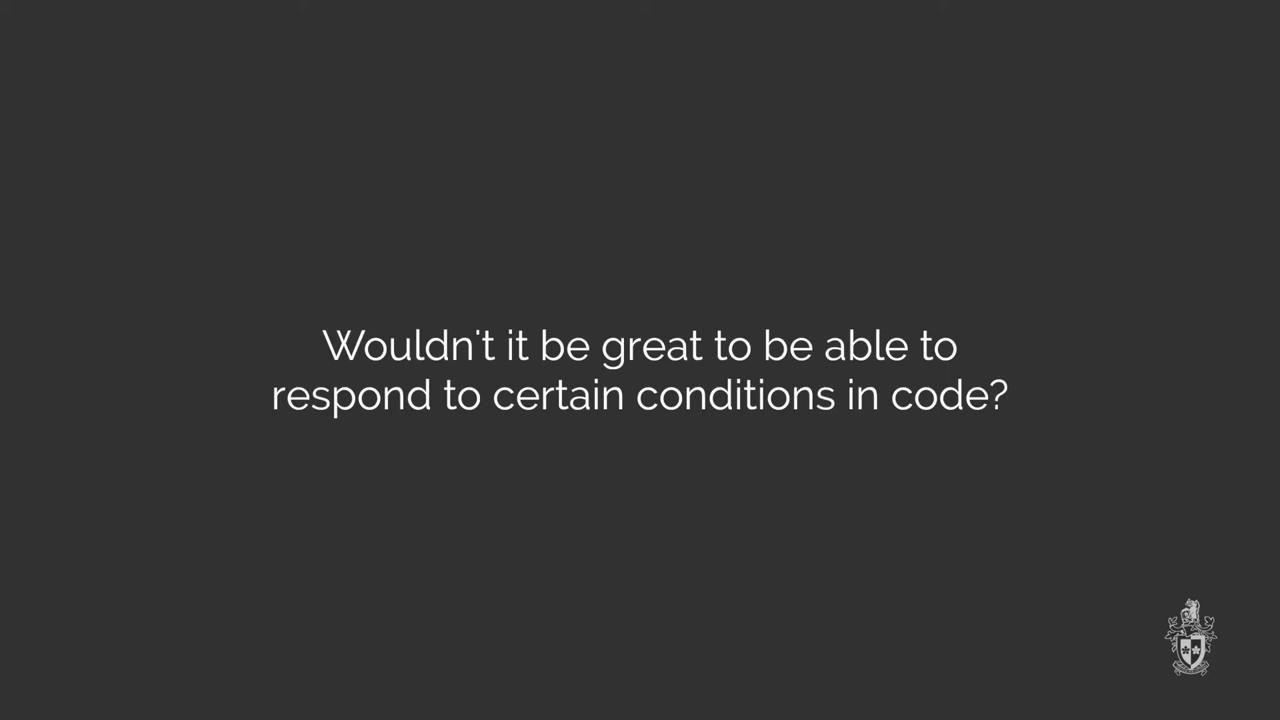 Wouldn't it be great to be able to
respond to certain conditions in code?